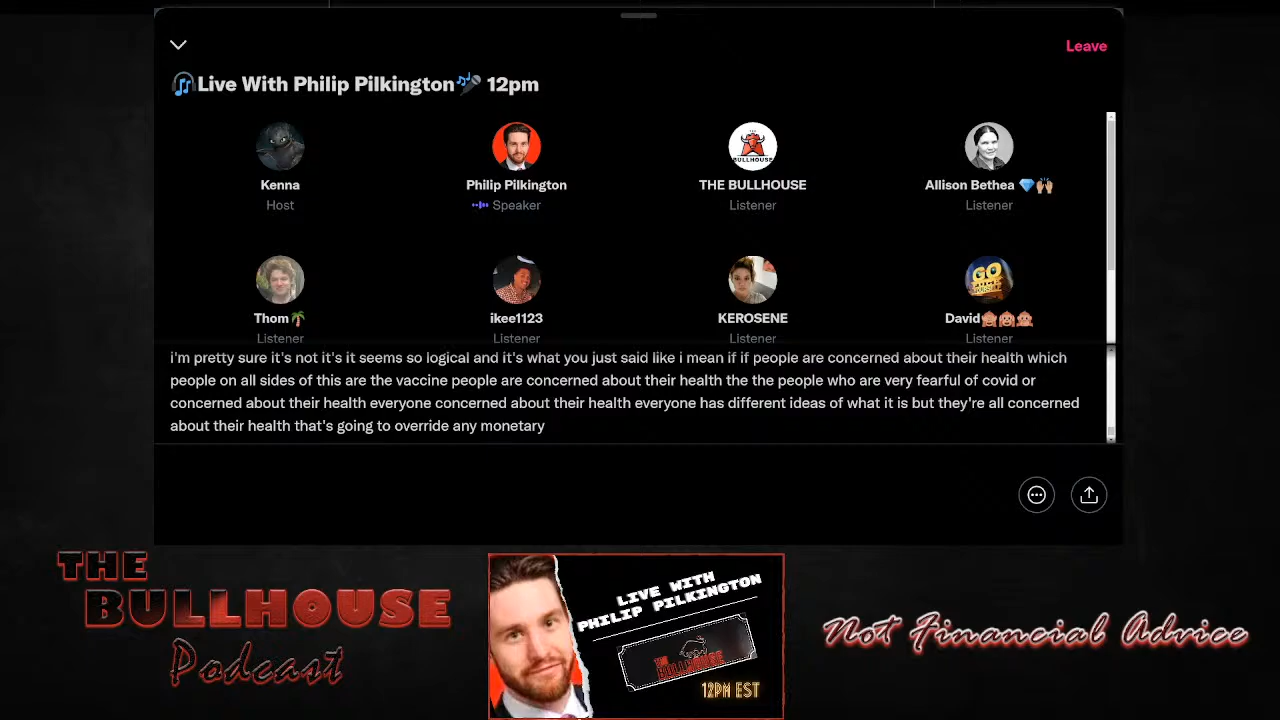 Leave
🎧Live With Philip Pilkington🎤 12pm
Kenna
Host
Philip Pilkington
Speaker
THE BULLHOUSE
Listener
Allison Bethea 💎🙌🏽
Listener
THE
BULLHOUSE
Thom🌴
Listener
ikee1123
Listener
KEROSENE
Listener
David🙈🙉🙊
Listener
GO
i'm pretty sure it's not it's it seems so logical and it's what you just said like i mean if if people are concerned about their health which
people on all sides of this are the vaccine people are concerned about their health the the people who are very fearful of covid or
concerned about their health everyone concerned about their health everyone has different ideas of what it is but they're all concerned
about their health that's going to override any monetary
THE
BULLHOUSE
Podcast
LIVE WITH
PHILIP PILKINGTON
THE
BULLHOUSE
12PM EST
Not Financial Advice